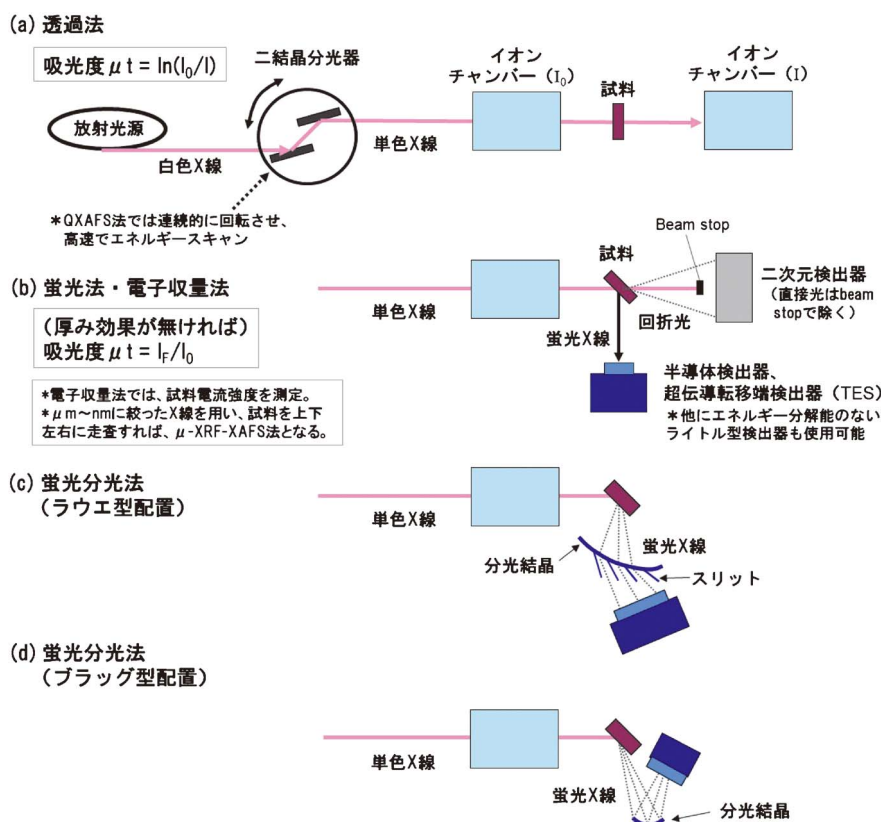 (a) 透過法
吸光度 μt = ln(I₀/I)
二結晶分光器
イオン
チャンバー (I₀)
試料
イオン
チャンバー (I)
放射光源
白色X線
単色X線
*QXAFS法では連続的に回転させ、
高速でエネルギースキャン
(b) 蛍光法・電子収量法
(厚み効果が無ければ)
吸光度 μt = I_F/I₀
*電子収量法では、試料電流強度を測定。
*μm~nmに絞ったX線を用い、試料を上下
左右に走査すれば、μ-XRF-XAFS法となる。
単色X線
試料
Beam stop
二次元検出器
(直接光はbeam
stopで除く)
回折光
蛍光X線
半導体検出器、
超伝導転移端検出器 (TES)
*他にエネルギー分解能のない
ライトル型検出器も使用可能
(c) 蛍光分光法
(ラウエ型配置)
単色X線
分光結晶
蛍光X線
スリット
(d) 蛍光分光法
(ブラッグ型配置)
単色X線
蛍光X線
分光結晶